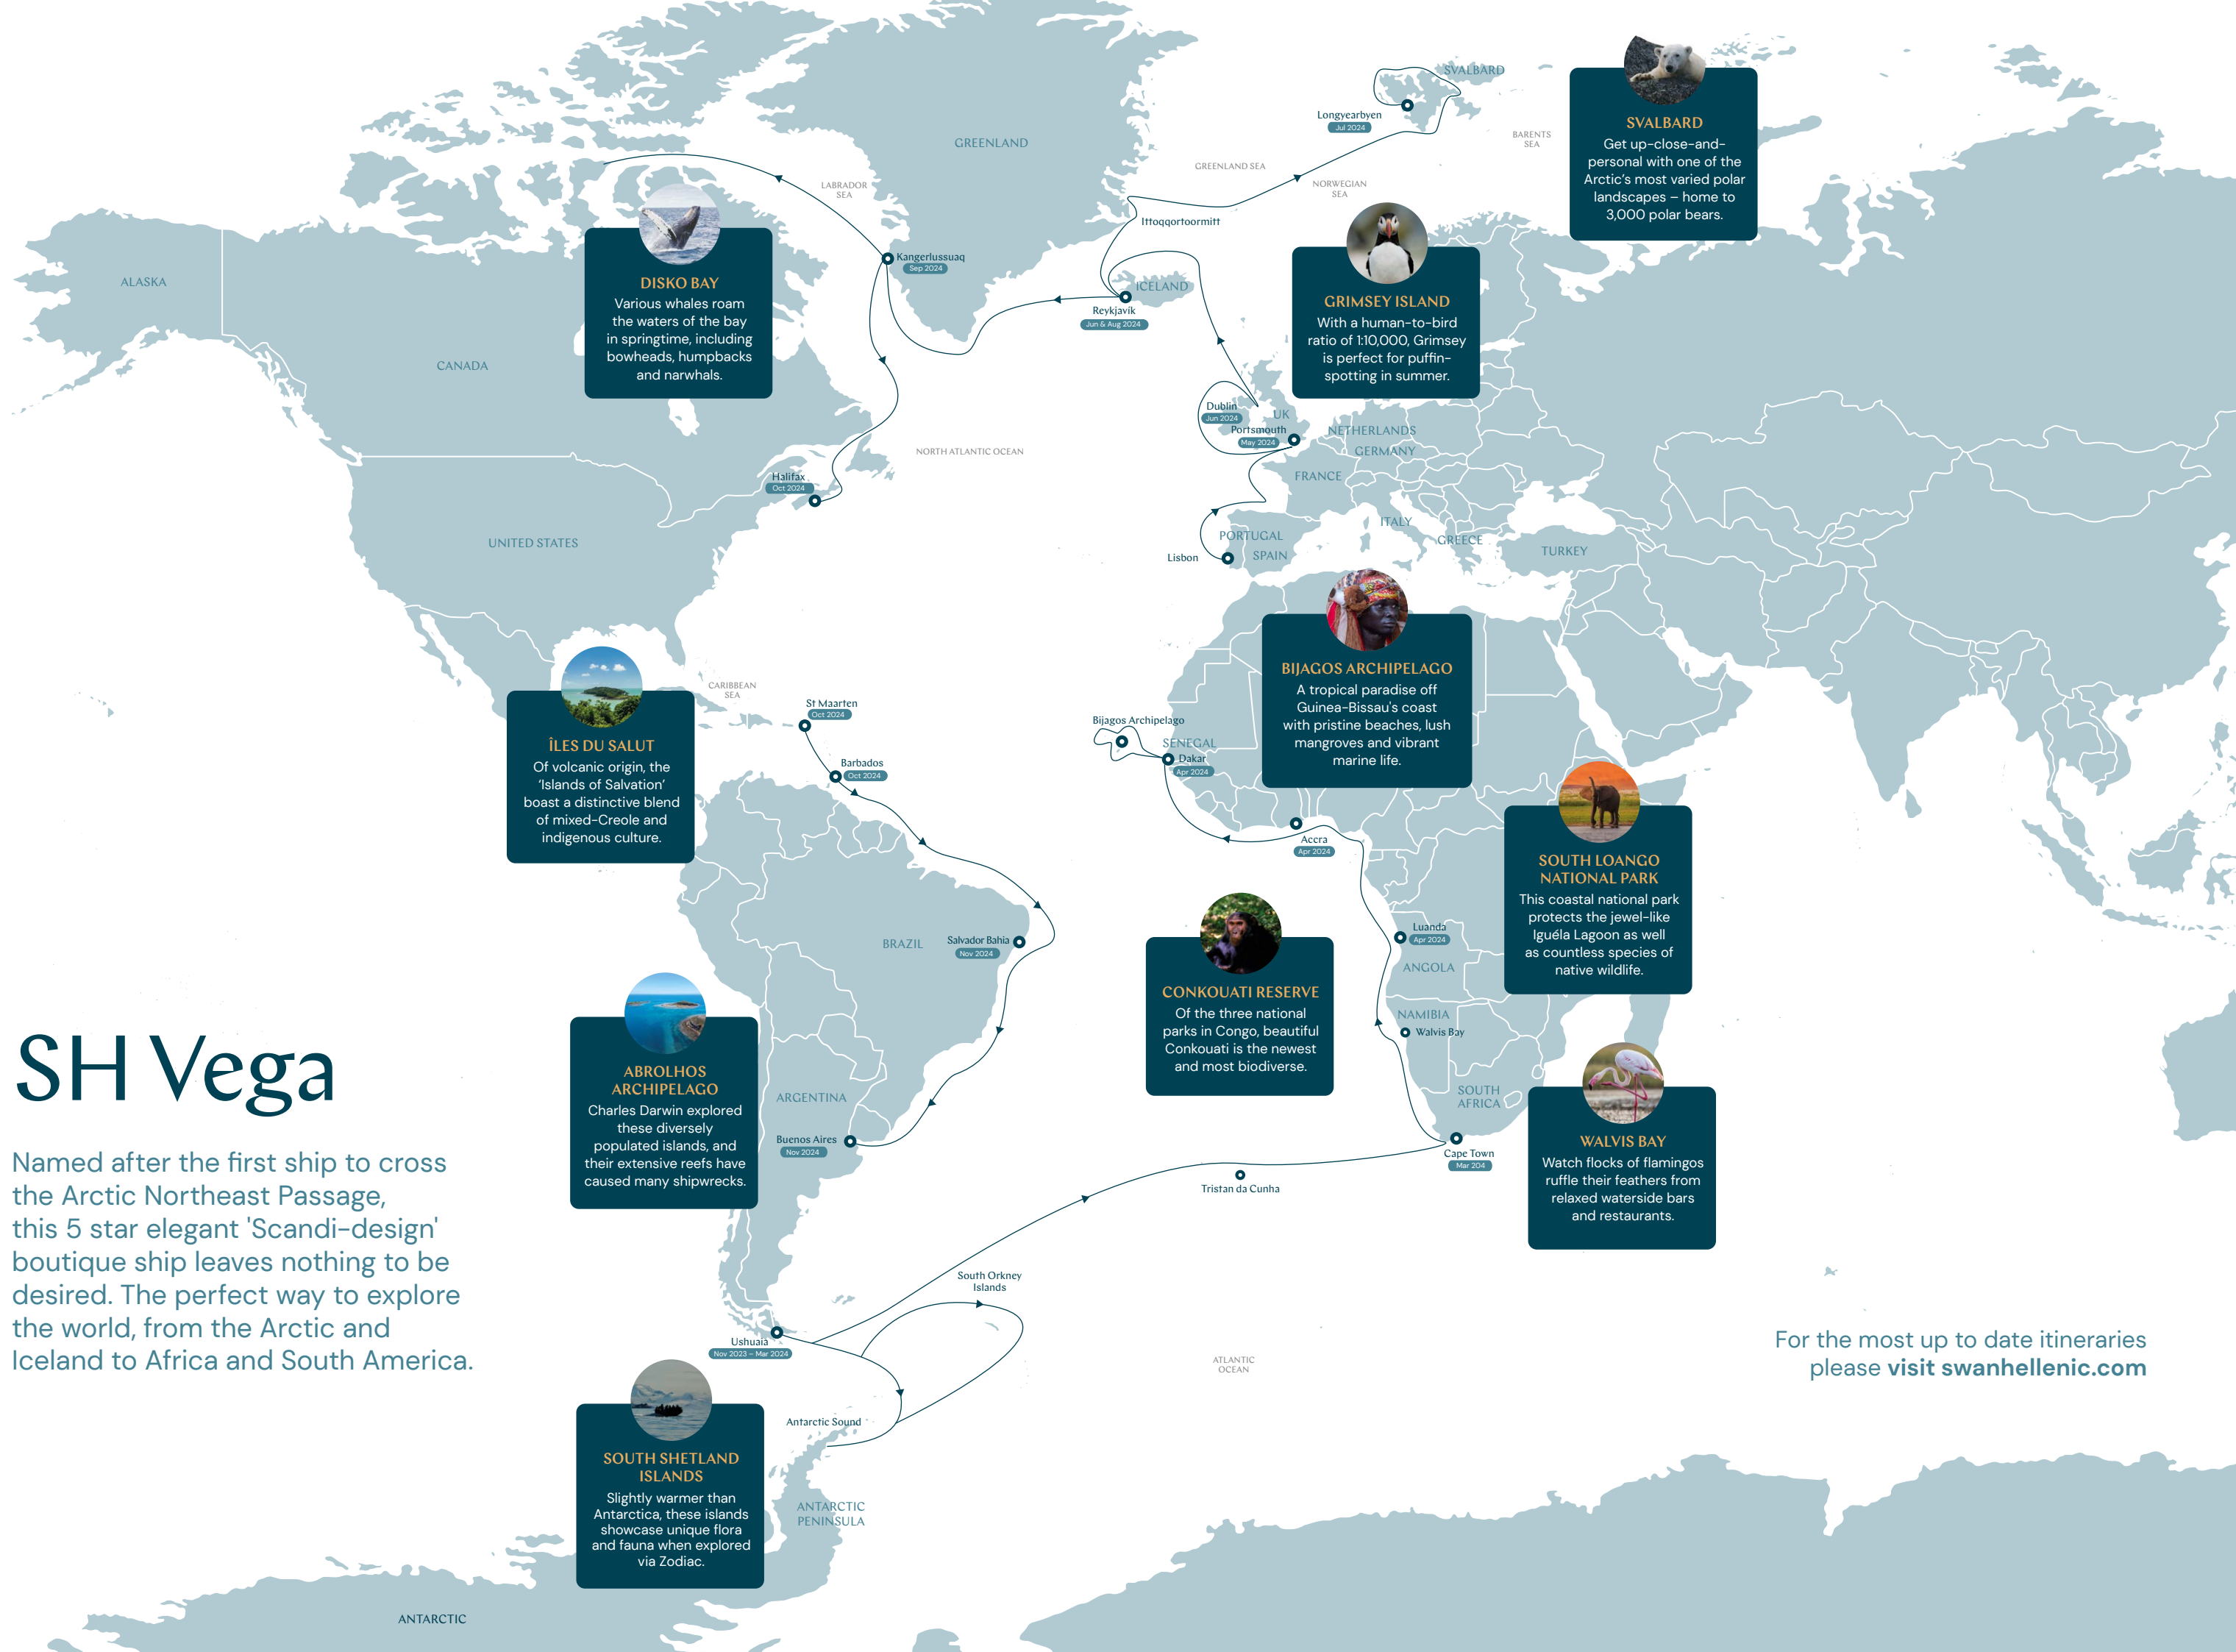 SVALBARD
Longyearbyen
Jul 2024
BARENTS
SEA
GREENLAND
GREENLAND SEA
NORWEGIAN
SEA
LABRADOR
SEA
Ittoqqortoormitt
SVALBARD
Get up-close-and-
personal with one of the
Arctic's most varied polar
landscapes – home to
3,000 polar bears.
Kangerlussuaq
Sep 2024
ICELAND
Reykjavík
Jun & Aug 2024
ALASKA
CANADA
DISKO BAY
Various whales roam
the waters of the bay
in springtime, including
bowheads, humpbacks
and narwhals.
GRIMSEY ISLAND
With a human-to-bird
ratio of 1:10,000, Grimsey
is perfect for puffin-
spotting in summer.
Dublin
Jun 2024
UK
Portsmouth
May 2024
NETHERLANDS
GERMANY
FRANCE
NORTH ATLANTIC OCEAN
Halifax
Oct 2024
UNITED STATES
ITALY
PORTUGAL
SPAIN
GREECE
TURKEY
Lisbon
BIJAGOS ARCHIPELAGO
A tropical paradise off
Guinea-Bissau's coast
with pristine beaches, lush
mangroves and vibrant
marine life.
CARIBBEAN
SEA
St Maarten
Oct 2024
Barbados
Oct 2024
Bijagos Archipelago
SENEGAL
Dakar
Apr 2024
Accra
Apr 2024
ÎLES DU SALUT
Of volcanic origin, the
‘Islands of Salvation’
boast a distinctive blend
of mixed-Creole and
indigenous culture.
SOUTH LOANGO
NATIONAL PARK
This coastal national park
protects the jewel-like
Iguéla Lagoon as well
as countless species of
native wildlife.
BRAZIL
Salvador Bahia
Nov 2024
Luanda
Apr 2024
ANGOLA
NAMIBIA
Walvis Bay
CONKOUATI RESERVE
Of the three national
parks in Congo, beautiful
Conkouati is the newest
and most biodiverse.
ABROLHOS
ARCHIPELAGO
Charles Darwin explored
these diversely
populated islands, and
their extensive reefs have
caused many shipwrecks.
ARGENTINA
Buenos Aires
Nov 2024
SOUTH
AFRICA
Cape Town
Mar 204
WALVIS BAY
Watch flocks of flamingos
ruffle their feathers from
relaxed waterside bars
and restaurants.
Tristan da Cunha
SH Vega
Named after the first ship to cross
the Arctic Northeast Passage,
this 5 star elegant 'Scandi-design'
boutique ship leaves nothing to be
desired. The perfect way to explore
the world, from the Arctic and
Iceland to Africa and South America.
South Orkney
Islands
Ushuaia
Nov 2023 – Mar 2024
ATLANTIC
OCEAN
For the most up to date itineraries
please visit swanhellenic.com
Antarctic Sound
SOUTH SHETLAND
ISLANDS
Slightly warmer than
Antarctica, these islands
showcase unique flora
and fauna when explored
via Zodiac.
ANTARCTIC
PENINSULA
ANTARCTIC